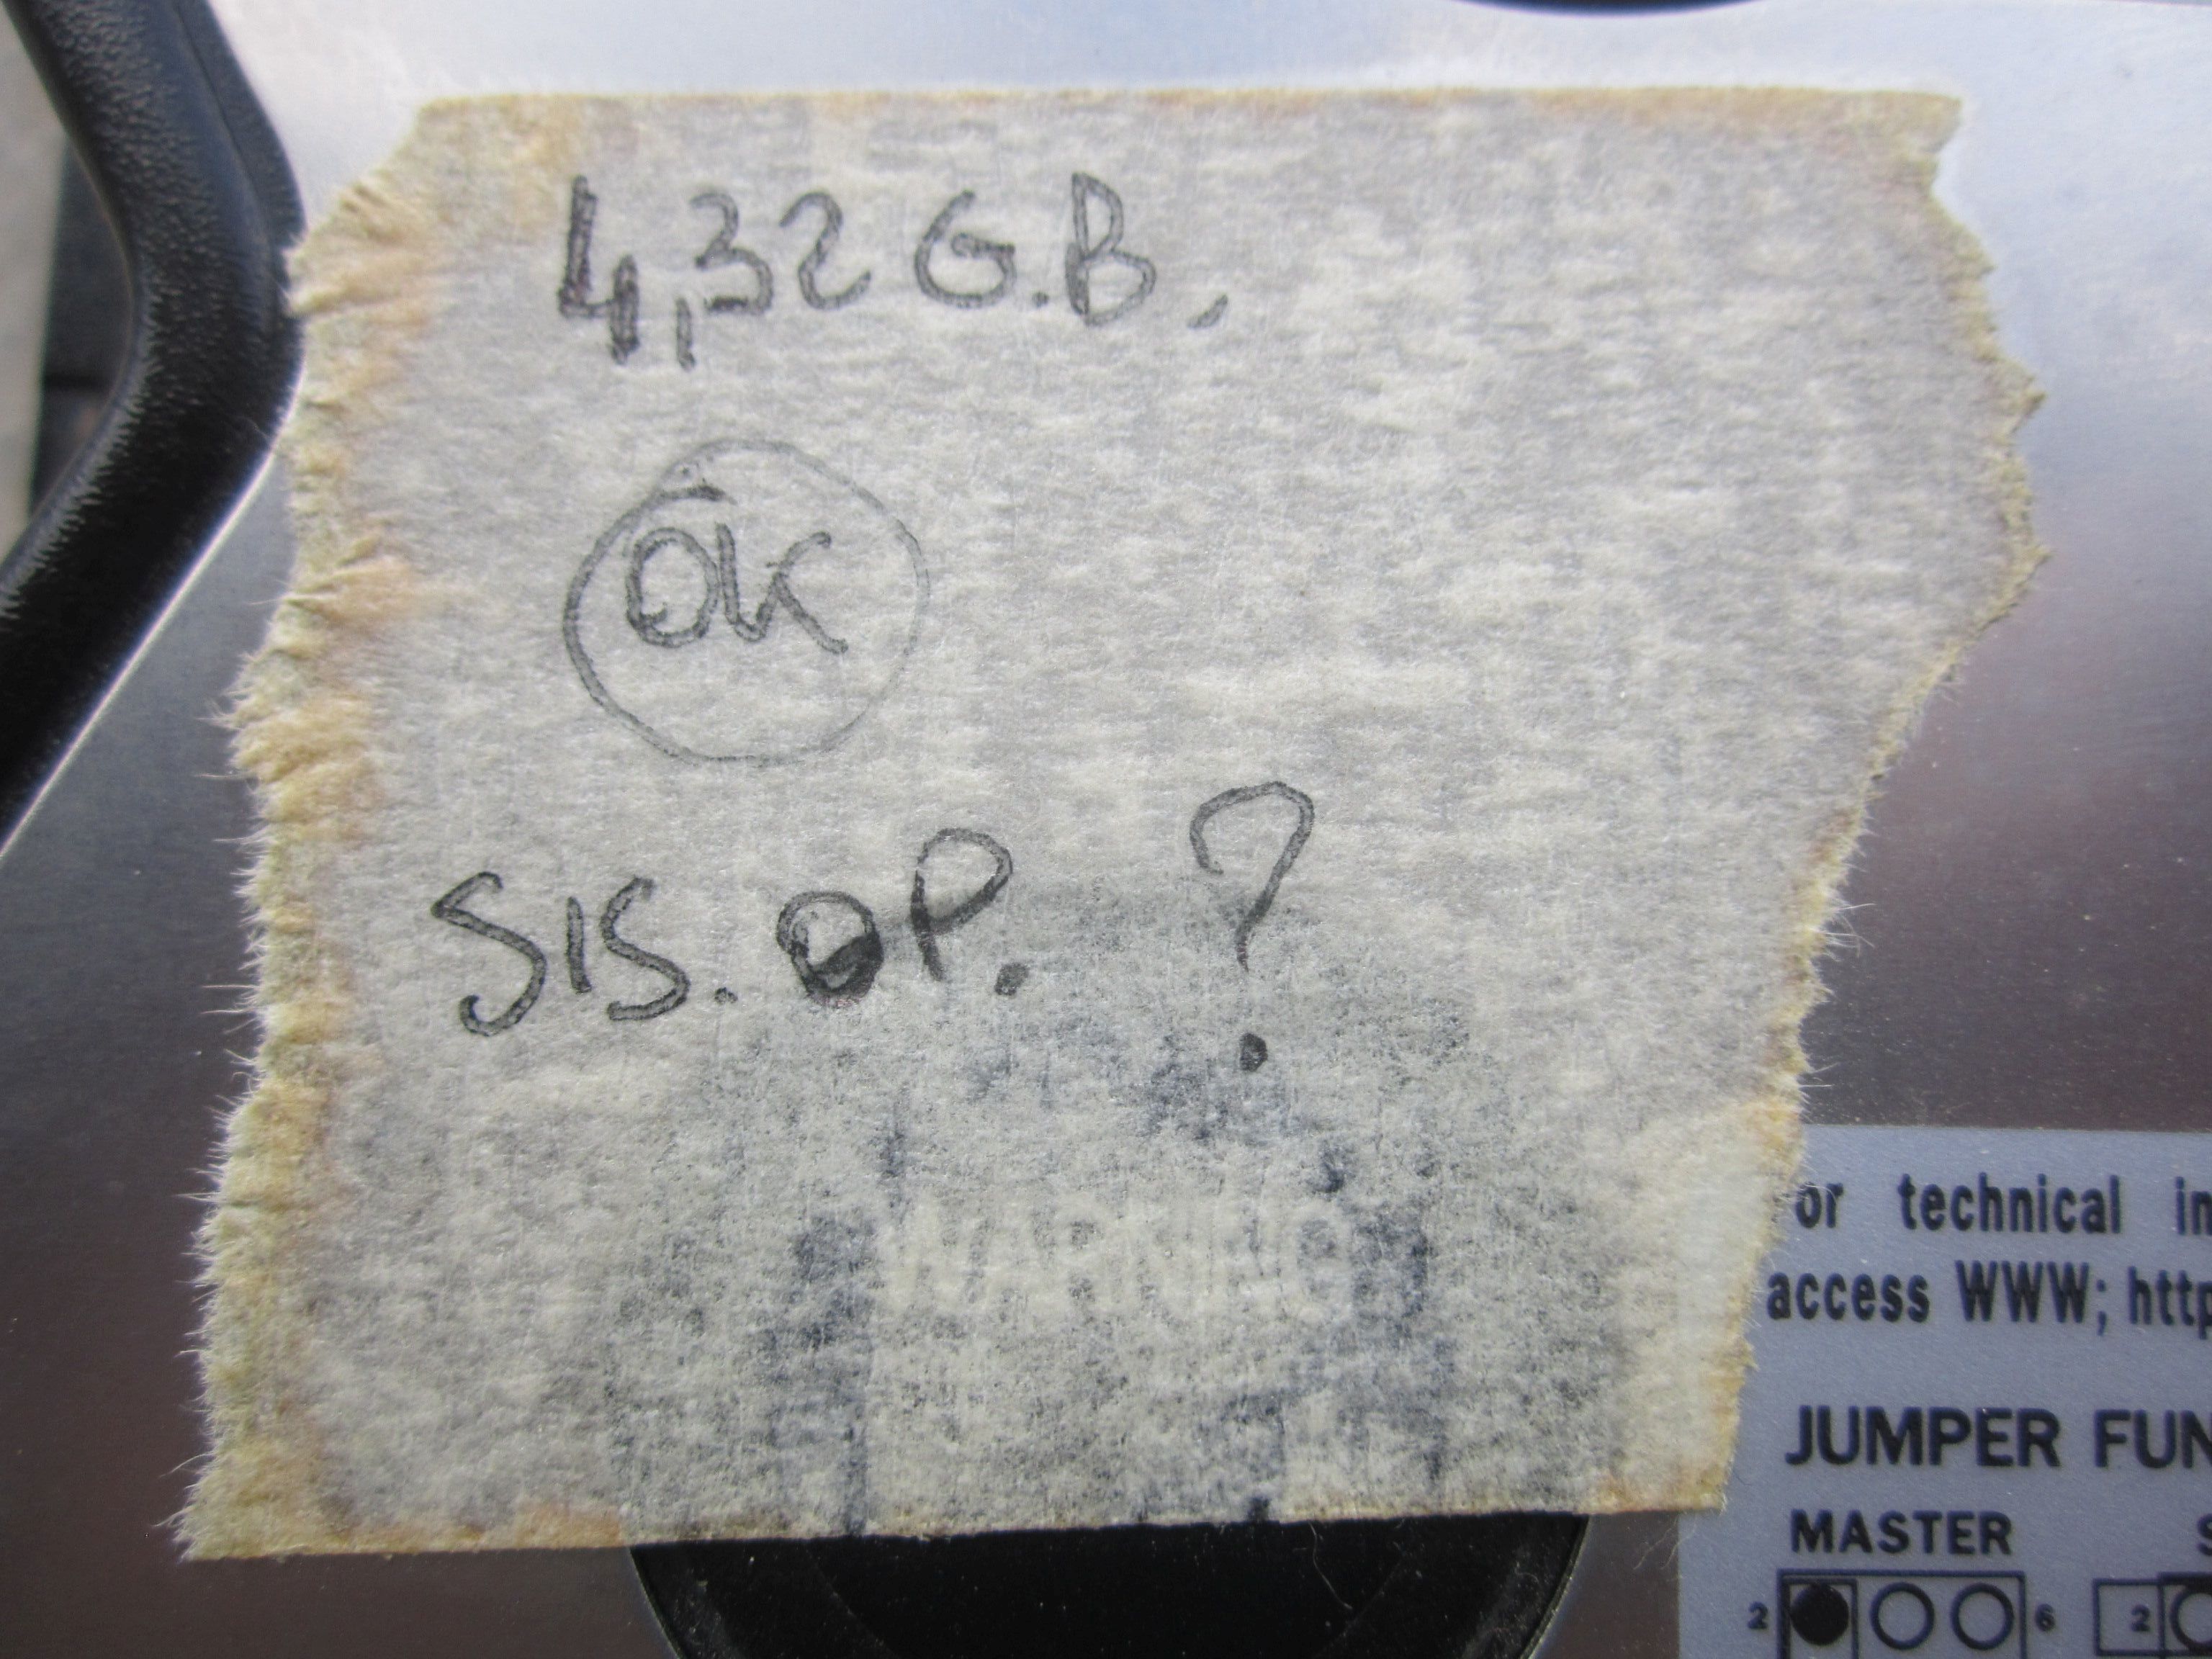 4,32 G.B.
OK
SIS. OP. ?
WARNING
or technical in
access WWW; http
JUMPER FUN
MASTER S
2 6 2